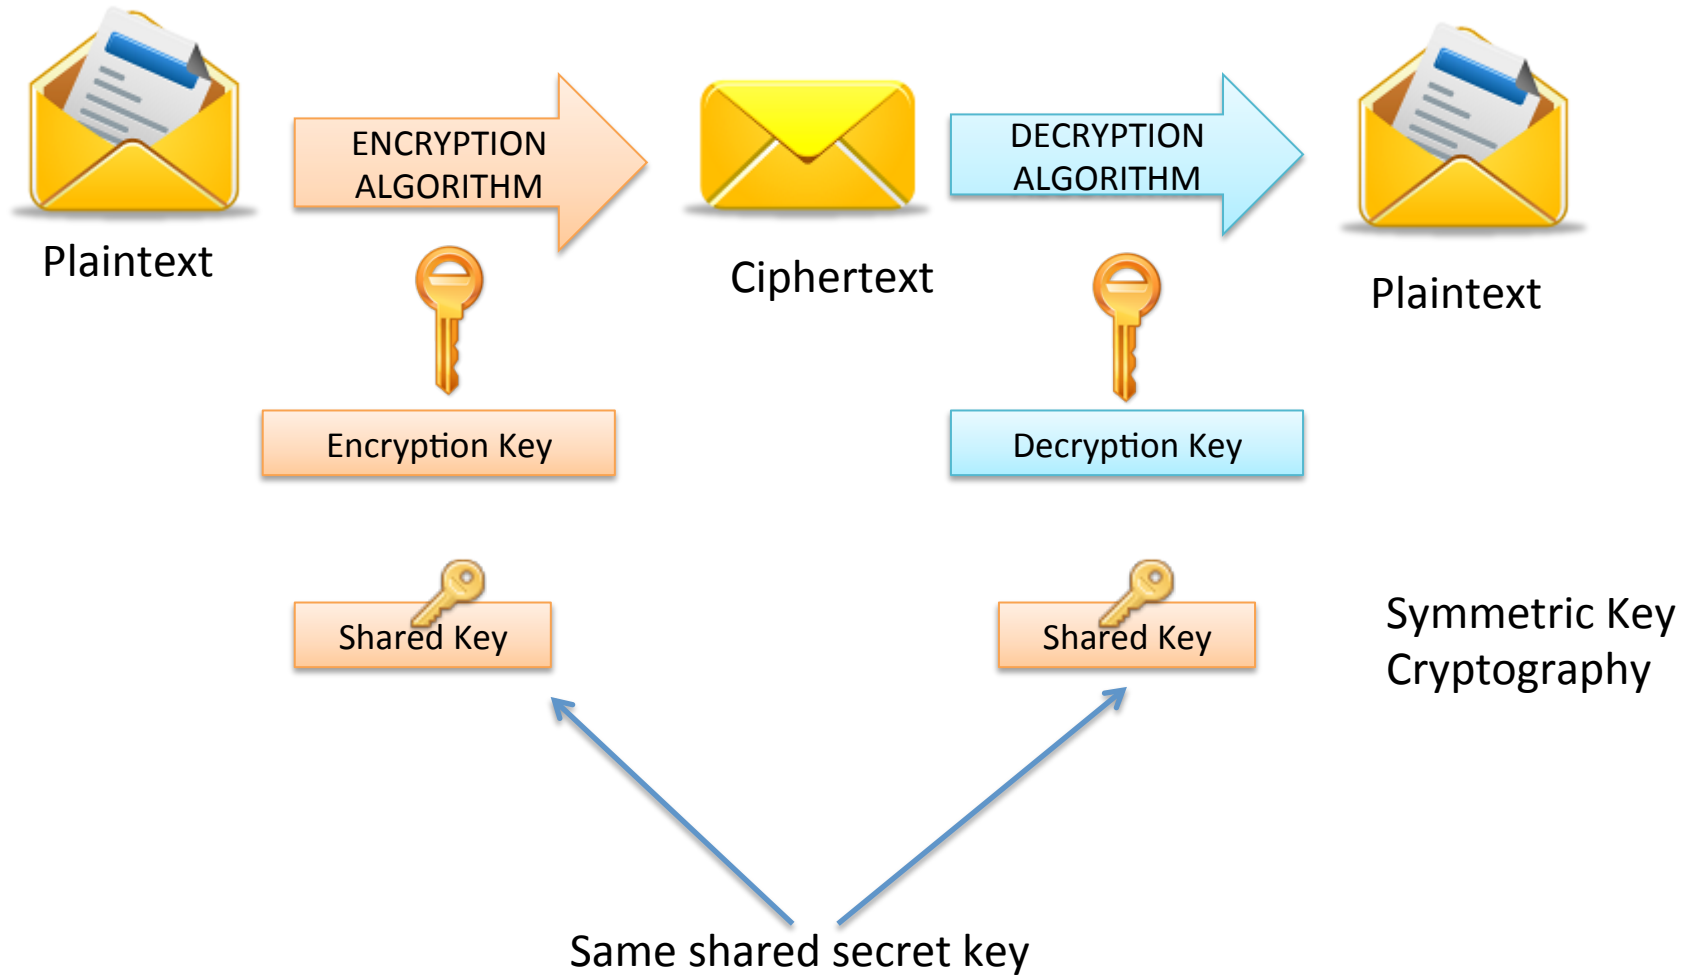 ENCRYPTION
ALGORITHM
DECRYPTION
ALGORITHM
Plaintext
Ciphertext
Plaintext
Encryption Key
Decryption Key
Shared Key
Shared Key
Symmetric Key
Cryptography
Same shared secret key